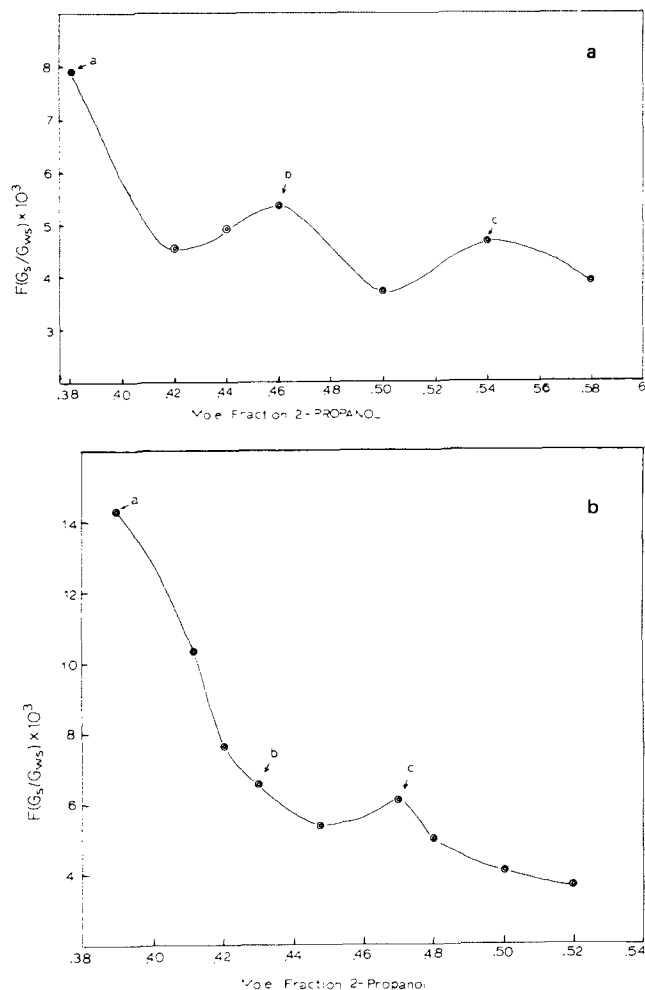 a
8
7
6
5
4
3
a
b
c
F(Gs/Gws) × 10³
.38 .40 .42 .44 .46 .48 .50 .52 .54 .56 .58 6
Mole Fraction 2-PROPANOL
b
14
12
10
8
6
4
a
b
c
F(Gs/Gws) × 10³
.38 .40 .42 .44 .46 .48 .50 .52 .54
Mole Fraction 2-Propanol